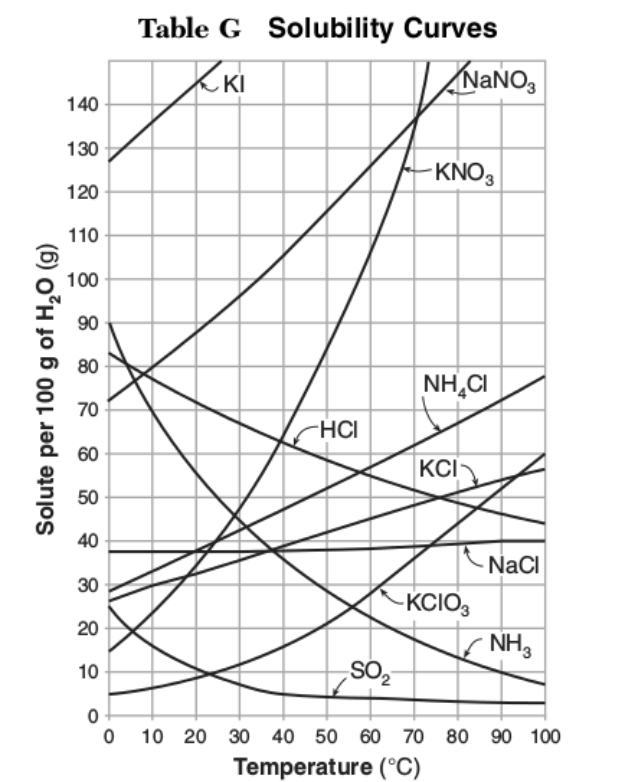 Table G Solubility Curves
Solute per 100 g of H₂O (g)
140
130
120
110
100
90
80
70
60
50
40
30
20
10
0
KI
NaNO₃
KNO₃
NH₄Cl
HCl
KCl
NaCl
KClO₃
NH₃
SO₂
0 10 20 30 40 50 60 70 80 90 100
Temperature (°C)